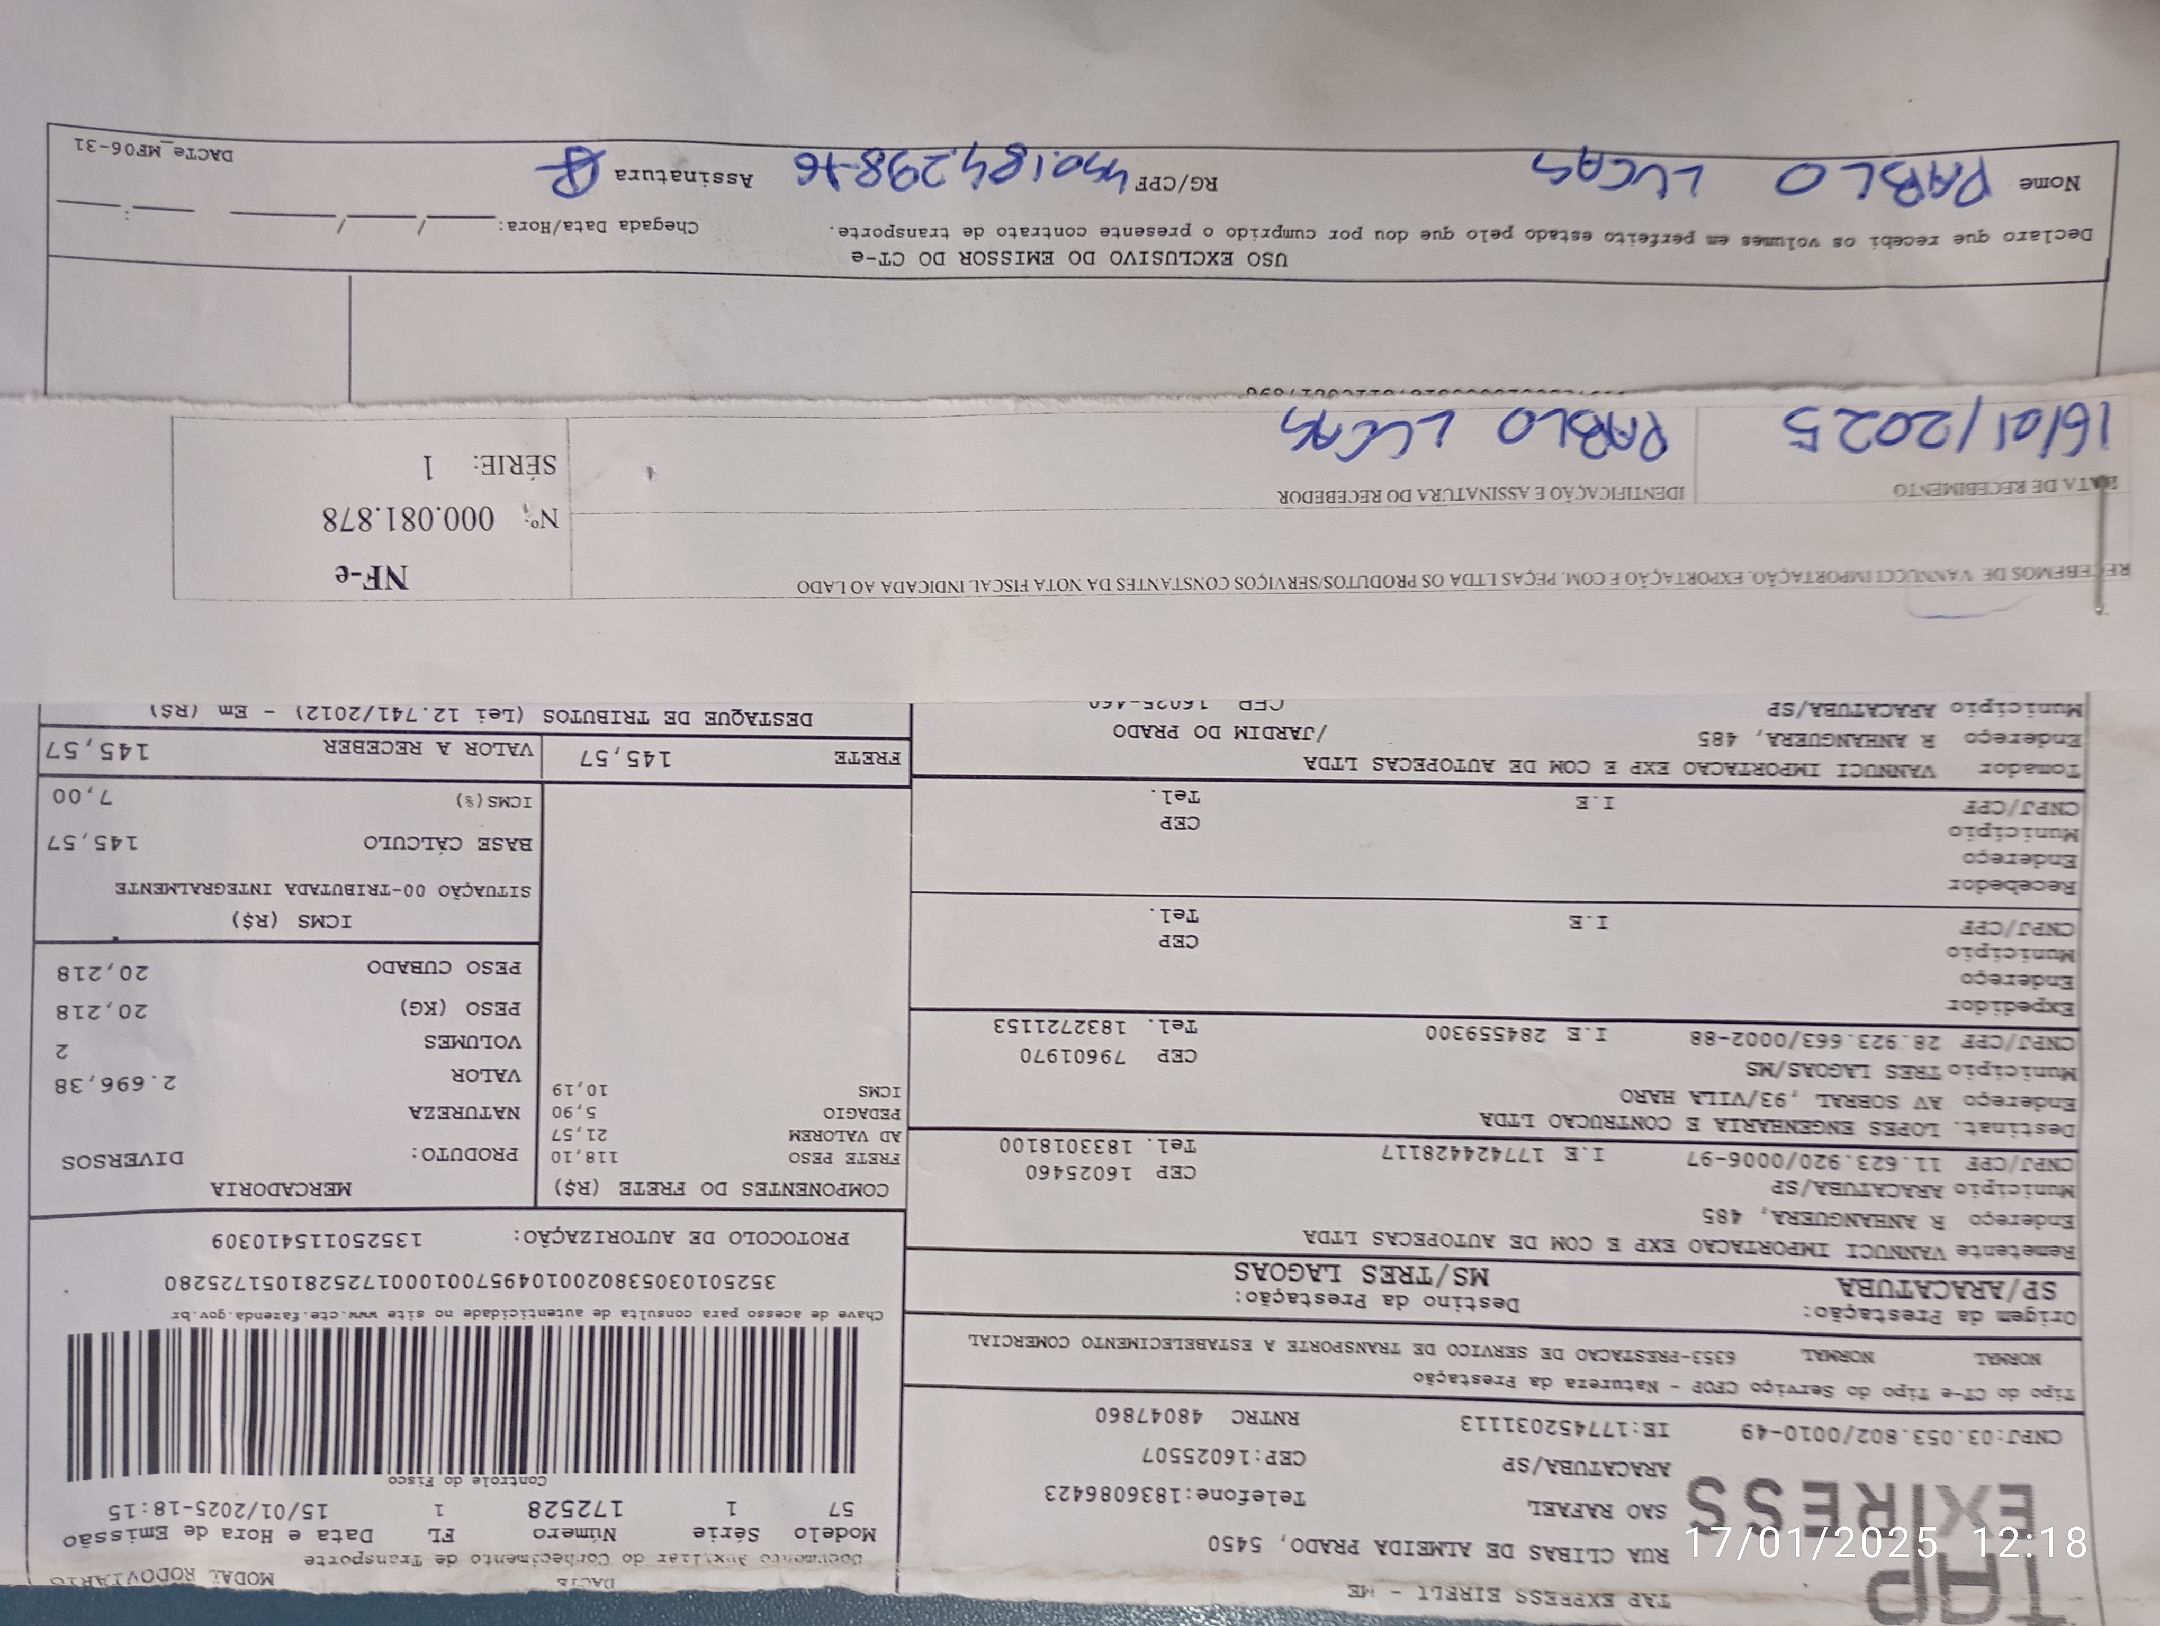 TAP
EXPRESS
TAP EXPRESS EIRELI - ME
RUA CLIBAS DE ALMEIDA PRADO, 5450
SAO RAFAEL Telefone:1836086423
ARACATUBA/SP CEP:16025507
CNPJ:03.053.802/0010-49 IE:177452031113 RNTRC 48047860
Tipo do CT-e Tipo do Serviço CFOP - Natureza da Prestação
NORMAL NORMAL 6353-PRESTACAO DE SERVICO DE TRANSPORTE A ESTABELECIMENTO COMERCIAL
Origem da Prestação: Destino da Prestação:
SP/ARACATUBA MS/TRES LAGOAS
Remetente VANNUCI IMPORTACAO EXP E COM DE AUTOPECAS LTDA
Endereço R ANHANGUERA, 485
Município ARACATUBA/SP CEP 16025460
CNPJ/CPF 11.623.920/0006-97 I.E 177424428117 Tel. 1833018100
Destinat. LOPES ENGENHARIA E CONTRUCAO LTDA
Endereço AV SOBRAL ,93/VILA HARO
Município TRES LAGOAS/MS CEP 79601970
CNPJ/CPF 28.923.663/0002-88 I.E 284559300 Tel. 1832721153
Expedidor
Endereço
Município CEP
CNPJ/CPF I.E Tel.
Recebedor
Endereço
Município CEP
CNPJ/CPF I.E Tel.
Tomador VANNUCI IMPORTACAO EXP E COM DE AUTOPECAS LTDA
Endereço R ANHANGUERA, 485 /JARDIM DO PRADO
Município ARACATUBA/SP CEP 16025-460
DACTE MODAL RODOVIARIO
Documento Auxiliar do Conhecimento de Transporte
Modelo Série Número FL Data e Hora de Emissão
57 1 172528 1 15/01/2025-18:15
Controle do Fisco
Chave de acesso para consulta de autenticidade no site www.cte.fazenda.gov.br
35250103053802001049570010001725281051725280
PROTOCOLO DE AUTORIZAÇÃO: 135250115410309
COMPONENTES DO FRETE (R$)
FRETE PESO 118,10
AD VALOREM 21,57
PEDAGIO 5,90
ICMS 10,19
FRETE 145,57
MERCADORIA
PRODUTO: DIVERSOS
NATUREZA
VALOR 2.696,38
VOLUMES 2
PESO (KG) 20,218
PESO CUBADO 20,218
ICMS (R$)
SITUAÇÃO 00-TRIBUTADA INTEGRALMENTE
BASE CÁLCULO 145,57
ICMS(%) 7,00
VALOR A RECEBER 145,57
DESTAQUE DE TRIBUTOS (Lei 12.741/2012) - Em (R$)
RECEBEMOS DE VANNUCCI IMPORTAÇÃO, EXPORTAÇÃO E COM. PEÇAS LTDA OS PRODUTOS/SERVIÇOS CONSTANTES DA NOTA FISCAL INDICADA AO LADO
DATA DE RECEBIMENTO IDENTIFICAÇÃO E ASSINATURA DO RECEBEDOR
16/01/2025 PABLO LUCAS
NF-e
Nº: 000.081.878
SÉRIE: 1
USO EXCLUSIVO DO EMISSOR DO CT-e
Declaro que recebi os volumes em perfeito estado pelo que dou por cumprido o presente contrato de transporte.
Chegada Data/Hora: ____/____/____ ____:____
Nome PABLO LUCAS RG/CPF 450.184.298-16 Assinatura
DACTe_MF06-31
17/01/2025 12:18